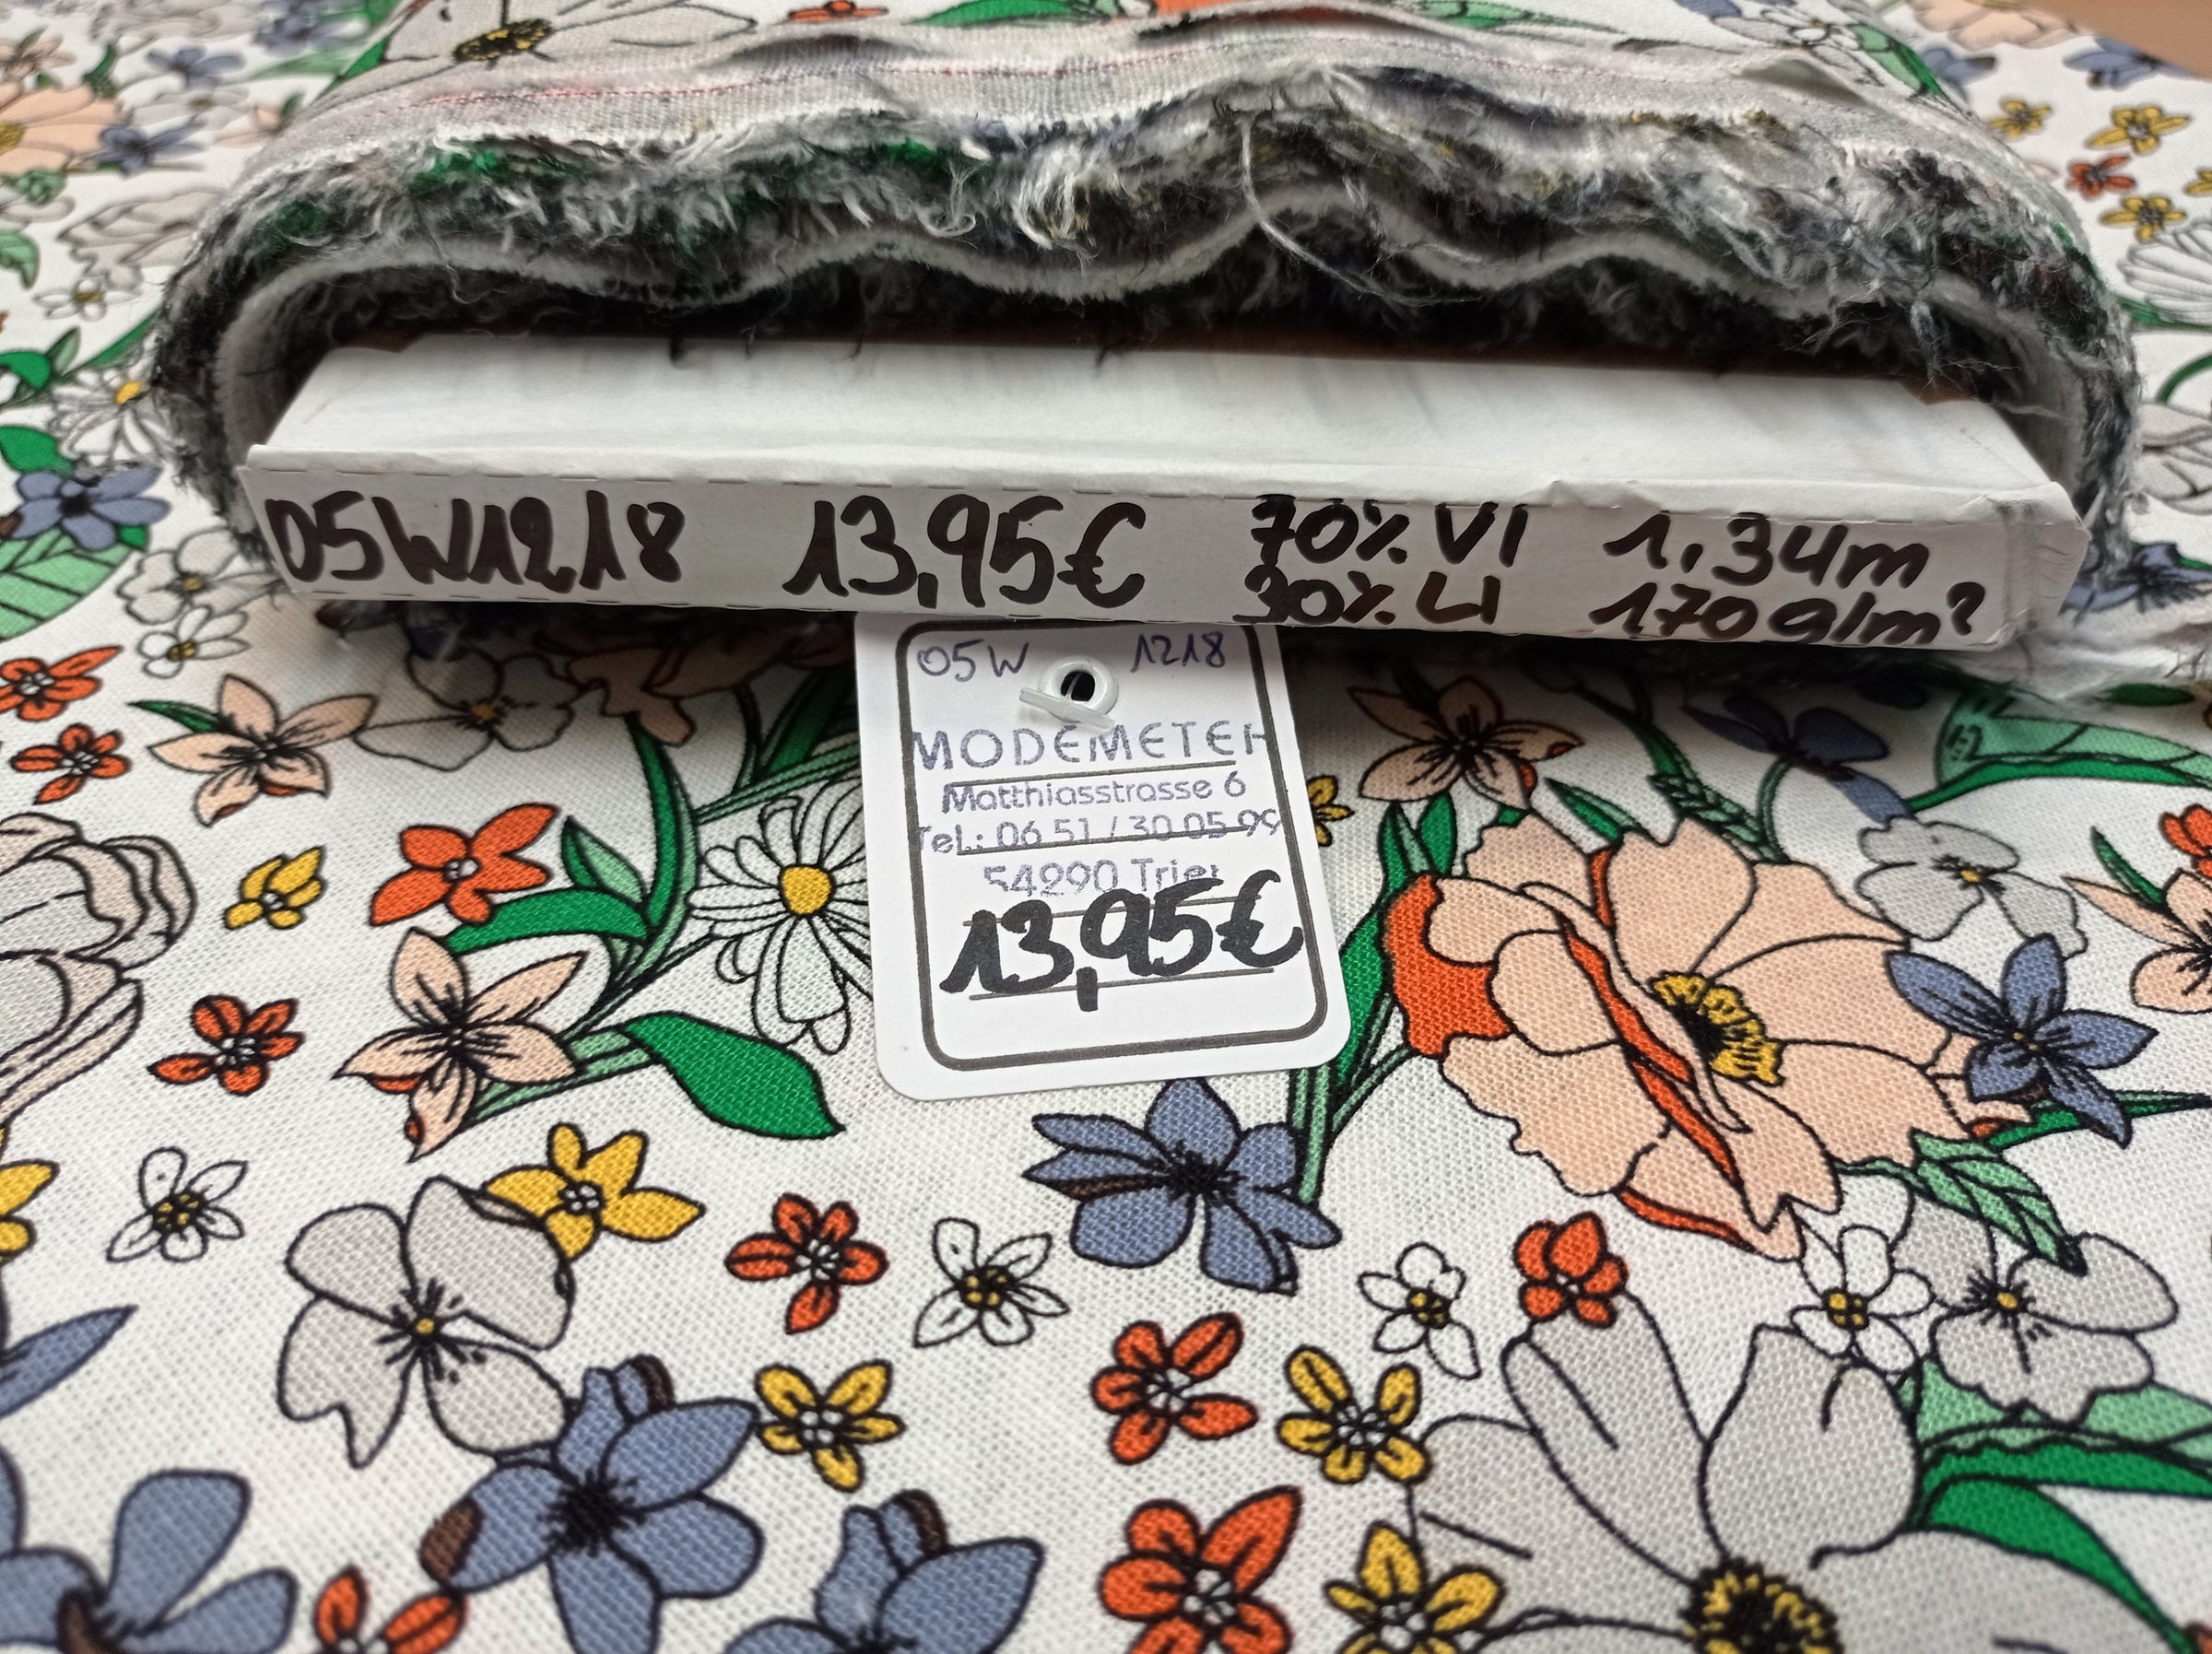 05W1218 13,95€ 70% VI 1,34m
30% LI 170g/m²
05W 1218
MODEMETER
Matthiasstrasse 6
Tel.: 06 51 / 30 05 99
54290 Trier
13,95€